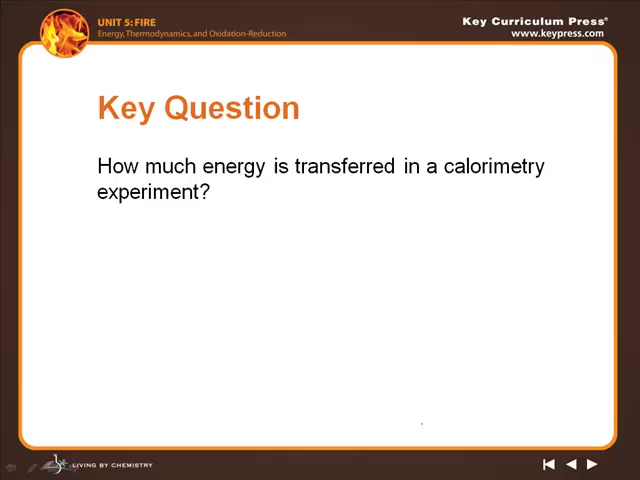 UNIT 5: FIRE
Energy, Thermodynamics, and Oxidation-Reduction
Key Curriculum Press®
www.keypress.com
Key Question
How much energy is transferred in a calorimetry
experiment?
LIVING BY CHEMISTRY